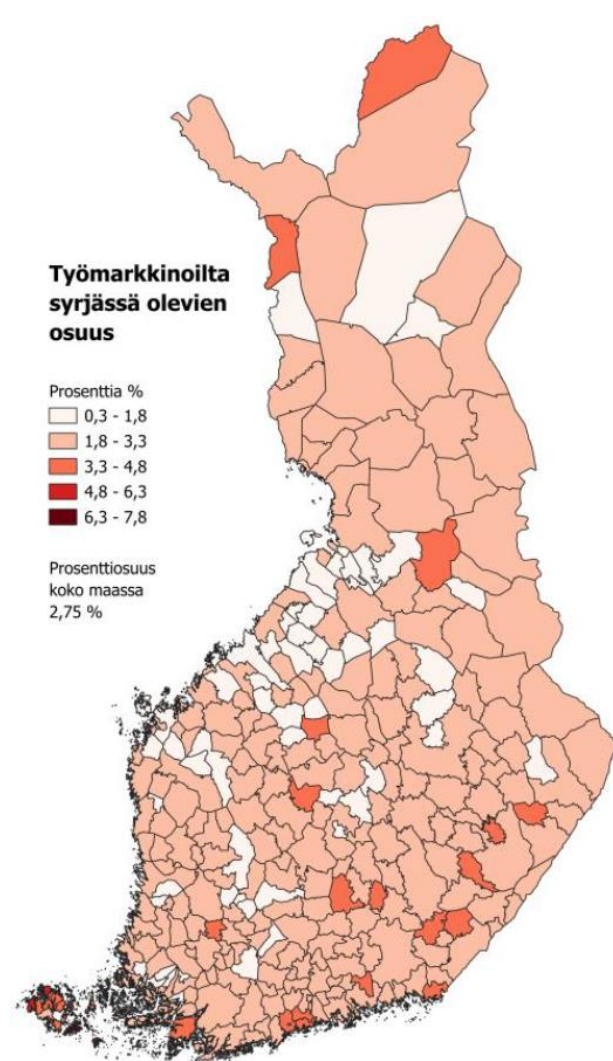 Työmarkkinoilta
syrjässä olevien
osuus
Prosenttia %
0,3 - 1,8
1,8 - 3,3
3,3 - 4,8
4,8 - 6,3
6,3 - 7,8
Prosenttiosuus
koko maassa
2,75 %